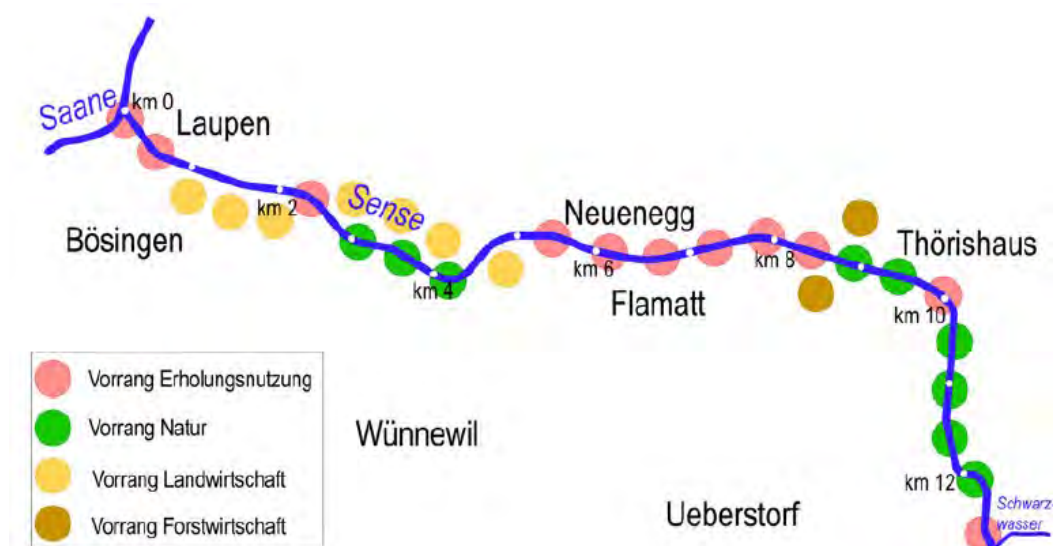 Saane
km 0
Laupen
Bösingen
km 2
Sense
km 4
Neuenegg
km 6
Flamatt
km 8
Thörishaus
km 10
km 12
Schwarz-
wasser
Wünnewil
Ueberstorf
Vorrang Erholungsnutzung
Vorrang Natur
Vorrang Landwirtschaft
Vorrang Forstwirtschaft